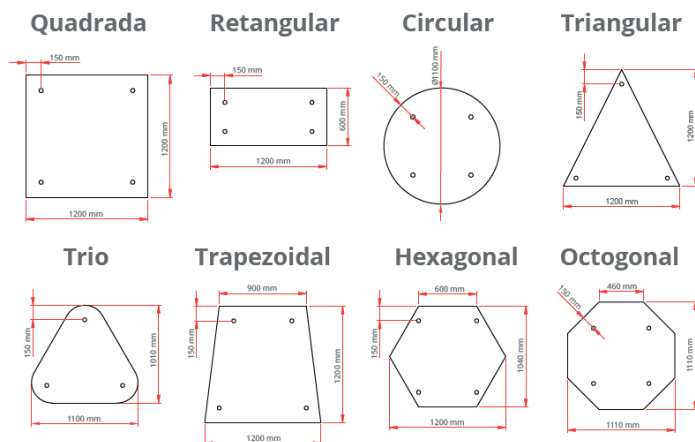 Quadrada
Retangular
Circular
Triangular
150 mm
1200 mm
1200 mm
150 mm
600 mm
1200 mm
150 mm
Ø1100 mm
150 mm
1200 mm
1200 mm
Trio
Trapezoidal
Hexagonal
Octogonal
150 mm
1010 mm
1100 mm
900 mm
150 mm
1200 mm
1200 mm
600 mm
150 mm
1040 mm
1200 mm
460 mm
150 mm
1110 mm
1110 mm